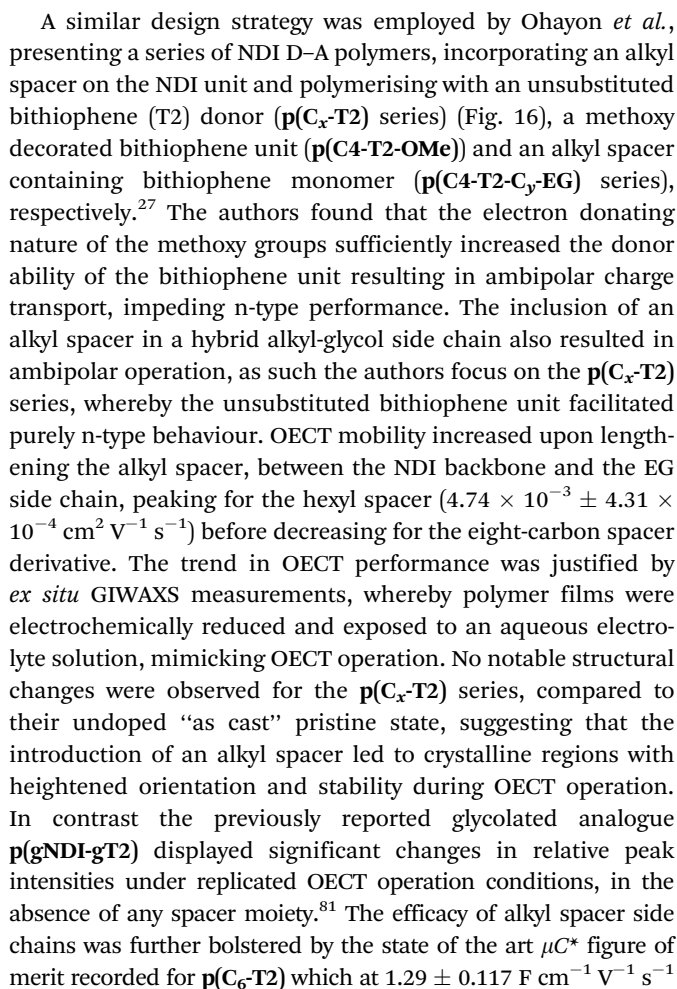 A similar design strategy was employed by Ohayon et al.,
presenting a series of NDI D–A polymers, incorporating an alkyl
spacer on the NDI unit and polymerising with an unsubstituted
bithiophene (T2) donor (p(Cx-T2) series) (Fig. 16), a methoxy
decorated bithiophene unit (p(C4-T2-OMe)) and an alkyl spacer
containing bithiophene monomer (p(C4-T2-Cy-EG) series),
respectively.27 The authors found that the electron donating
nature of the methoxy groups sufficiently increased the donor
ability of the bithiophene unit resulting in ambipolar charge
transport, impeding n-type performance. The inclusion of an
alkyl spacer in a hybrid alkyl-glycol side chain also resulted in
ambipolar operation, as such the authors focus on the p(Cx-T2)
series, whereby the unsubstituted bithiophene unit facilitated
purely n-type behaviour. OECT mobility increased upon length-
ening the alkyl spacer, between the NDI backbone and the EG
side chain, peaking for the hexyl spacer (4.74 × 10−3 ± 4.31 ×
10−4 cm2 V−1 s−1) before decreasing for the eight-carbon spacer
derivative. The trend in OECT performance was justified by
ex situ GIWAXS measurements, whereby polymer films were
electrochemically reduced and exposed to an aqueous electro-
lyte solution, mimicking OECT operation. No notable structural
changes were observed for the p(Cx-T2) series, compared to
their undoped “as cast” pristine state, suggesting that the
introduction of an alkyl spacer led to crystalline regions with
heightened orientation and stability during OECT operation.
In contrast the previously reported glycolated analogue
p(gNDI-gT2) displayed significant changes in relative peak
intensities under replicated OECT operation conditions, in the
absence of any spacer moiety.81 The efficacy of alkyl spacer side
chains was further bolstered by the state of the art μC* figure of
merit recorded for p(C6-T2) which at 1.29 ± 0.117 F cm−1 V−1 s−1